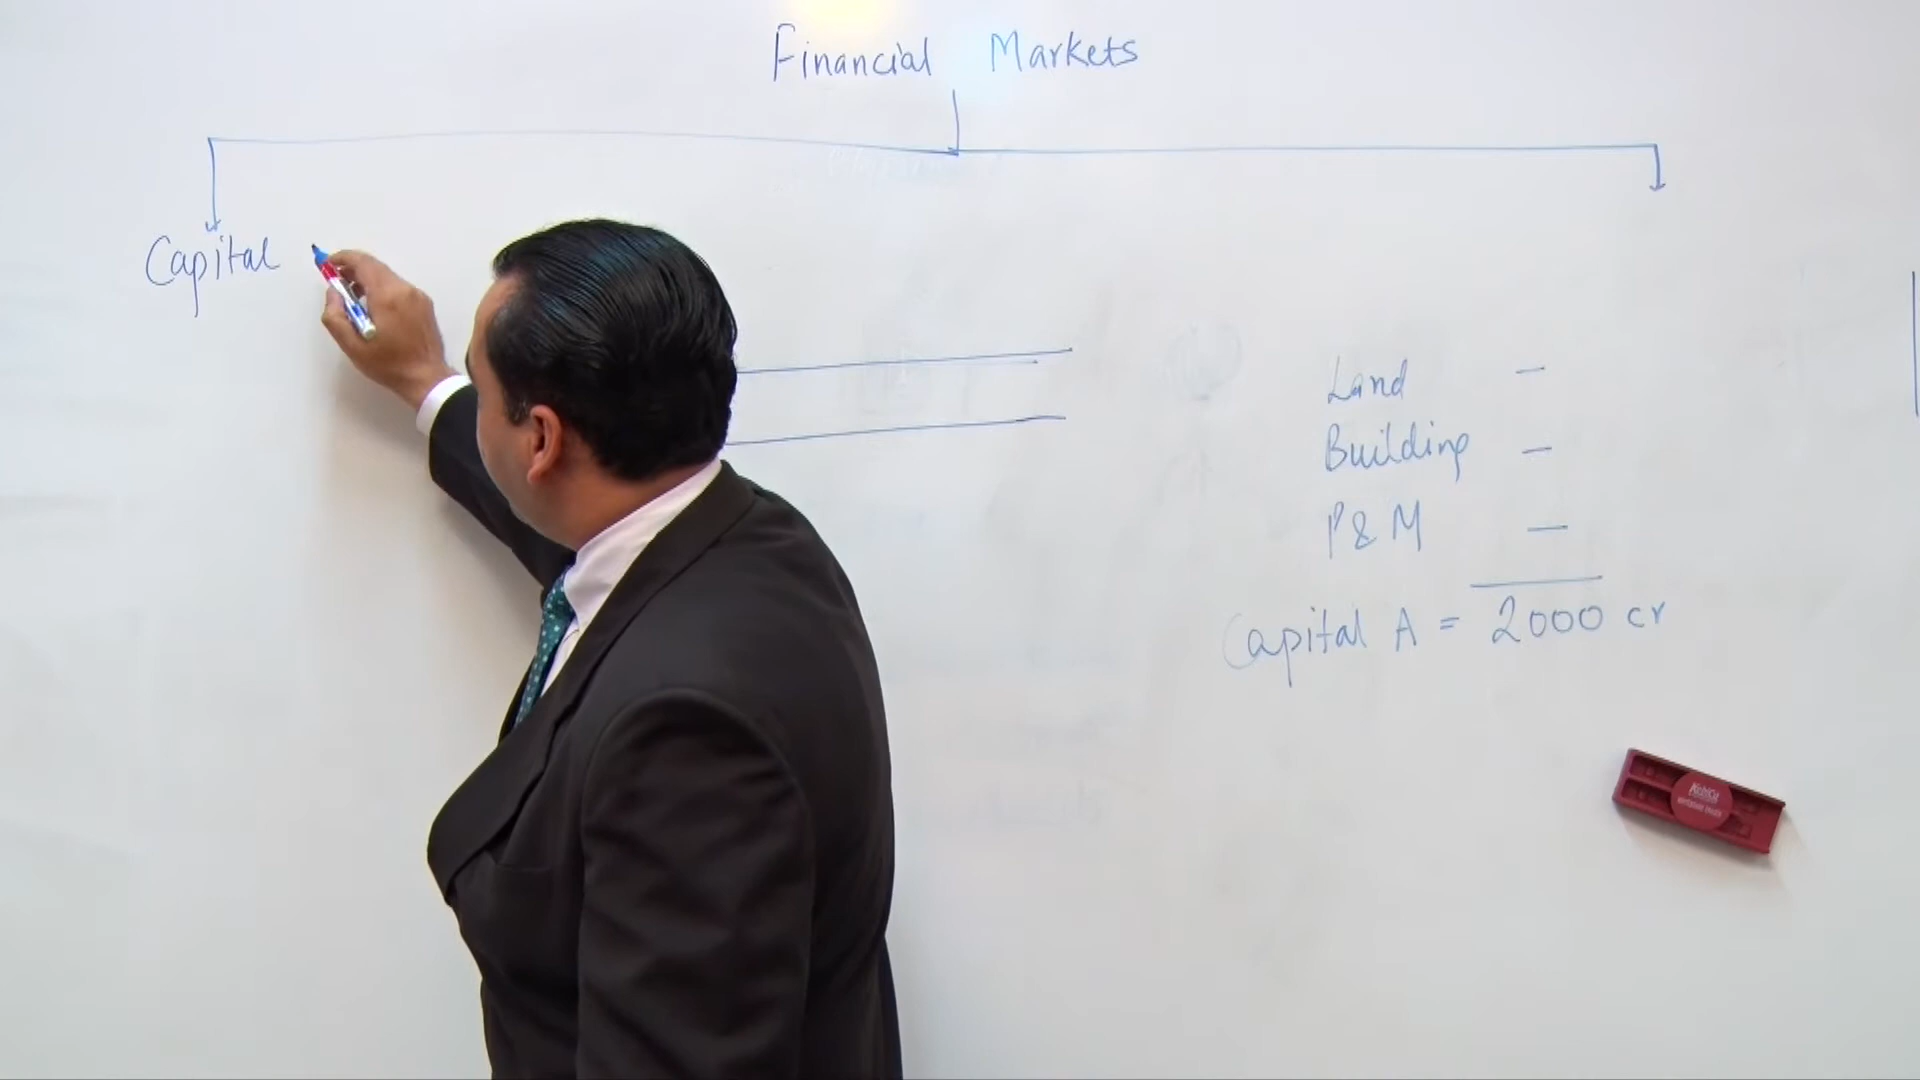 Financial Markets
Capital
Land –
Building –
P & M –
Capital A = 2000 cr